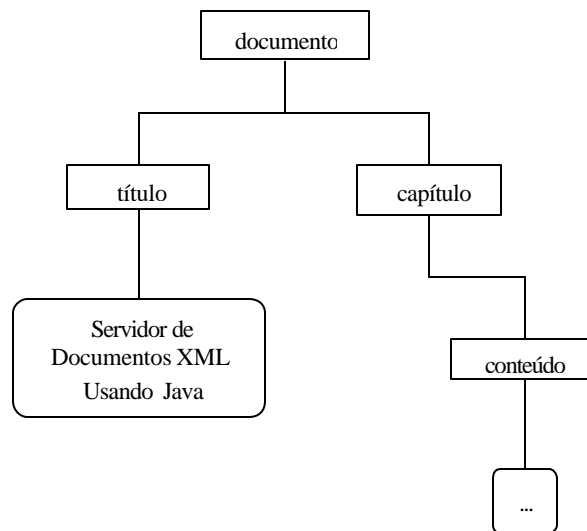 documento
título
capítulo
Servidor de
Documentos XML
Usando Java
conteúdo
...